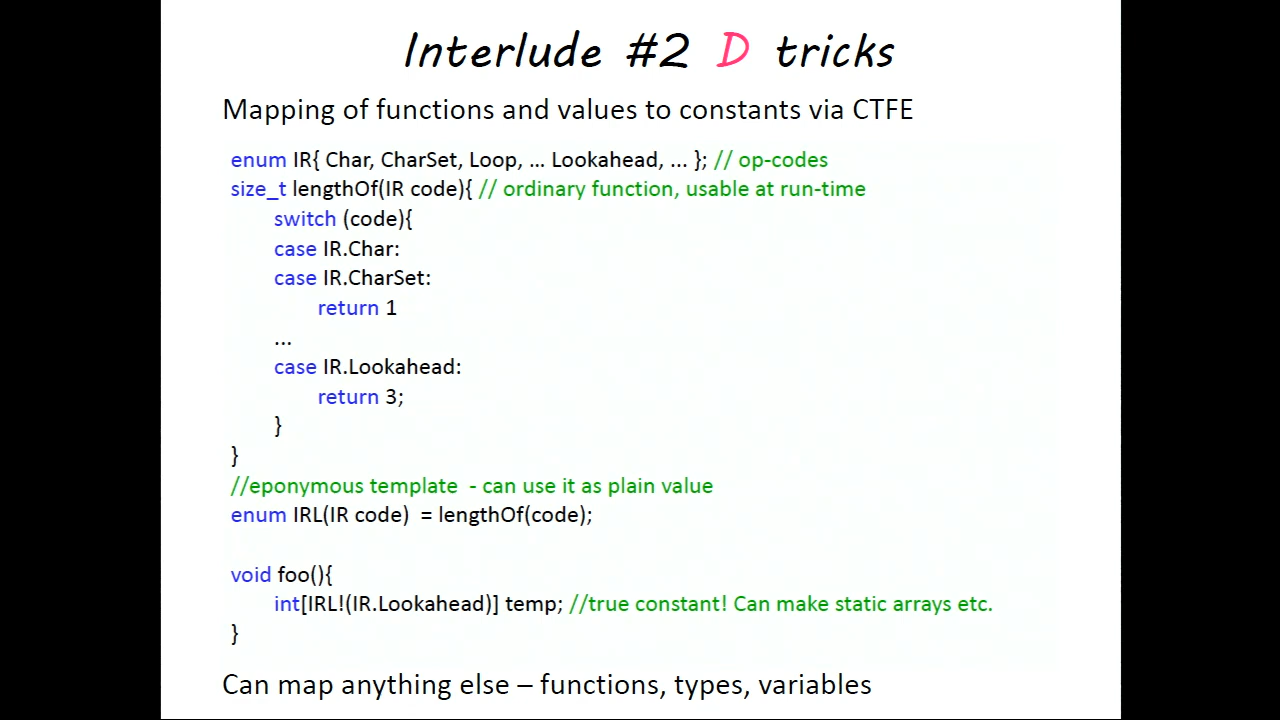 Interlude #2 D tricks
Mapping of functions and values to constants via CTFE
enum IR{ Char, CharSet, Loop, ... Lookahead, ... }; // op-codes
size_t lengthOf(IR code){ // ordinary function, usable at run-time
switch (code){
case IR.Char:
case IR.CharSet:
return 1
...
case IR.Lookahead:
return 3;
}
}
//eponymous template - can use it as plain value
enum IRL(IR code) = lengthOf(code);
void foo(){
int[IRL!(IR.Lookahead)] temp; //true constant! Can make static arrays etc.
}
Can map anything else – functions, types, variables